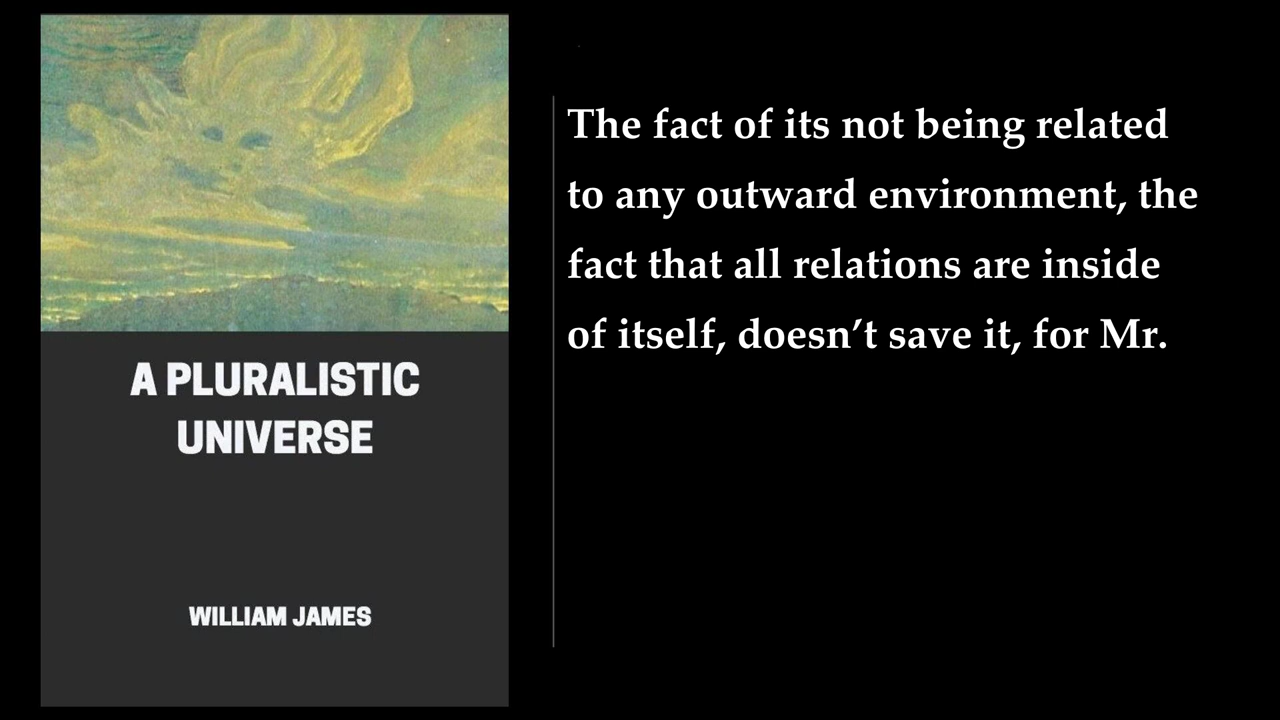 A PLURALISTIC
UNIVERSE
WILLIAM JAMES
The fact of its not being related
to any outward environment, the
fact that all relations are inside
of itself, doesn’t save it, for Mr.